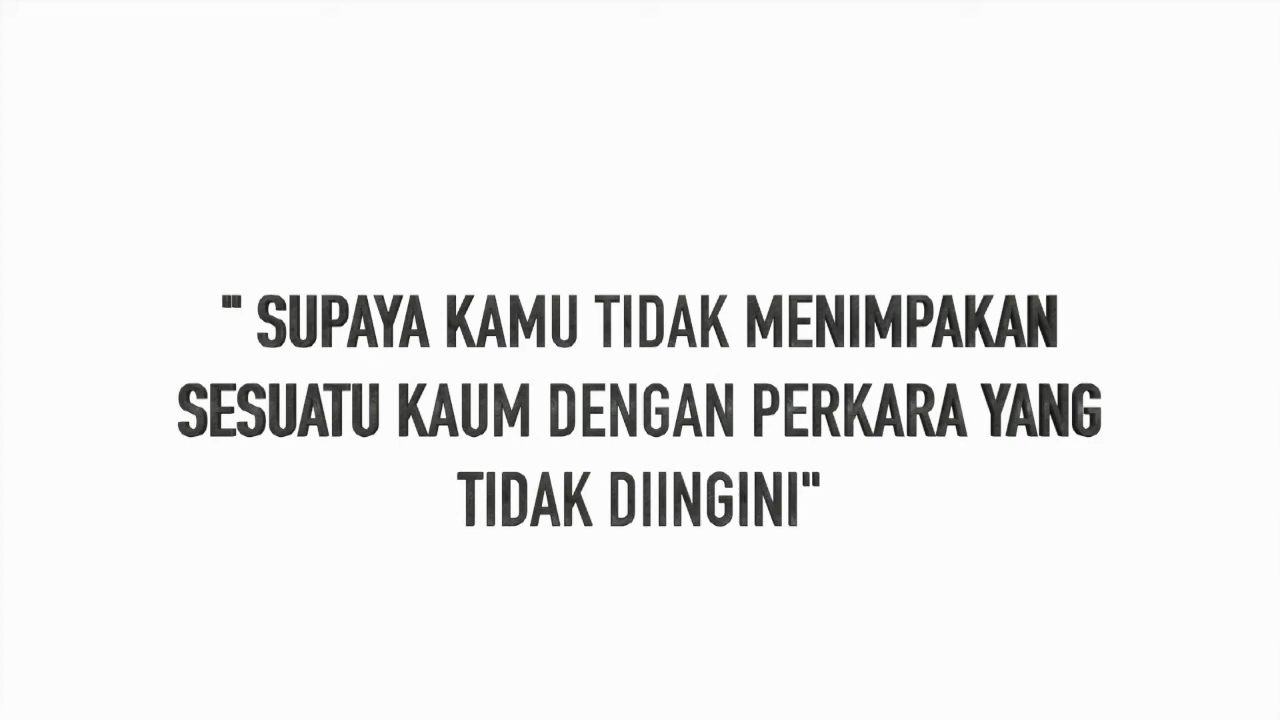 " SUPAYA KAMU TIDAK MENIMPAKAN
SESUATU KAUM DENGAN PERKARA YANG
TIDAK DIINGINI"